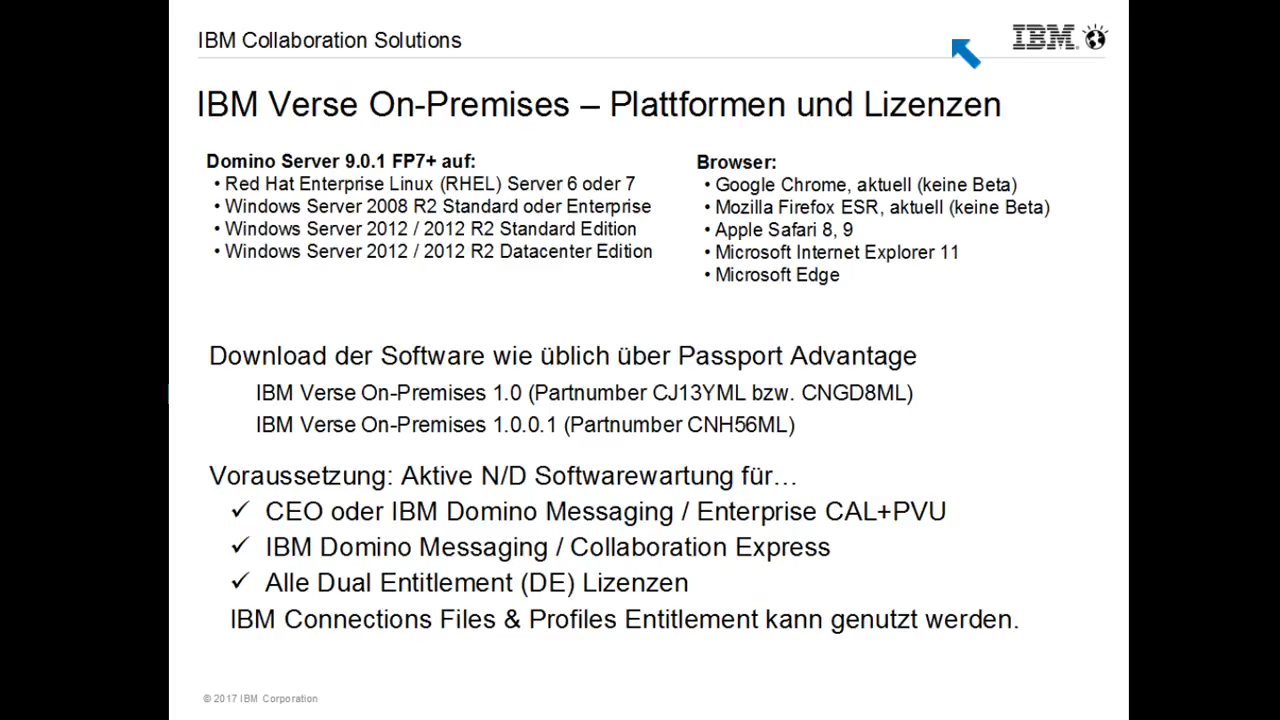 IBM Collaboration Solutions
IBM
IBM Verse On-Premises – Plattformen und Lizenzen
Domino Server 9.0.1 FP7+ auf:
• Red Hat Enterprise Linux (RHEL) Server 6 oder 7
• Windows Server 2008 R2 Standard oder Enterprise
• Windows Server 2012 / 2012 R2 Standard Edition
• Windows Server 2012 / 2012 R2 Datacenter Edition
Browser:
• Google Chrome, aktuell (keine Beta)
• Mozilla Firefox ESR, aktuell (keine Beta)
• Apple Safari 8, 9
• Microsoft Internet Explorer 11
• Microsoft Edge
Download der Software wie üblich über Passport Advantage
IBM Verse On-Premises 1.0 (Partnumber CJ13YML bzw. CNGD8ML)
IBM Verse On-Premises 1.0.0.1 (Partnumber CNH56ML)
Voraussetzung: Aktive N/D Softwarewartung für…
✓ CEO oder IBM Domino Messaging / Enterprise CAL+PVU
✓ IBM Domino Messaging / Collaboration Express
✓ Alle Dual Entitlement (DE) Lizenzen
IBM Connections Files & Profiles Entitlement kann genutzt werden.
© 2017 IBM Corporation